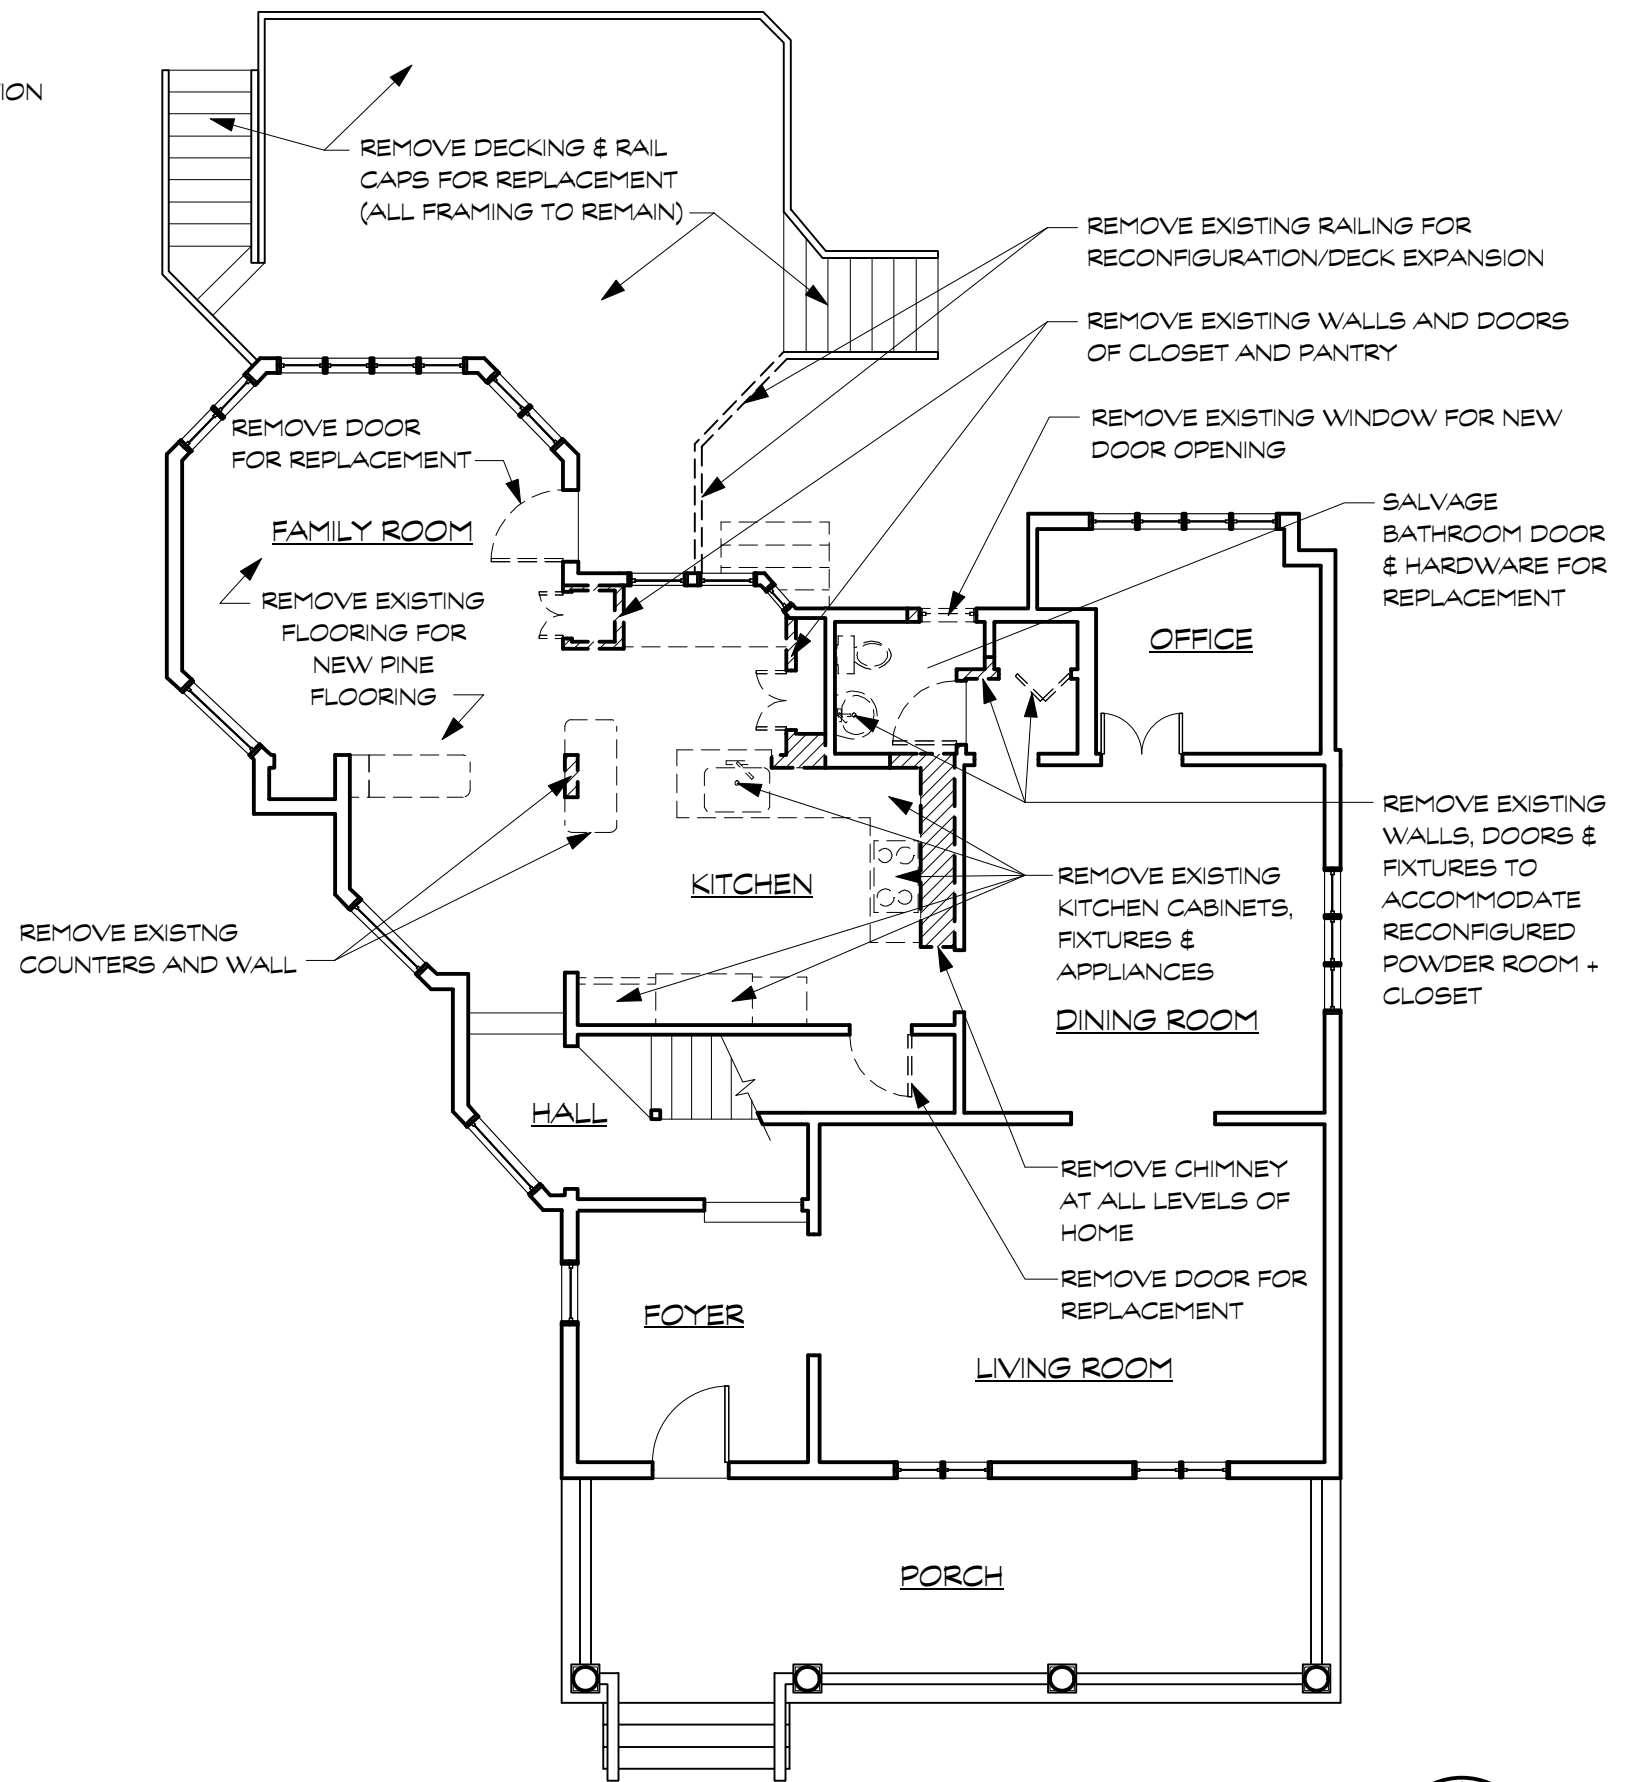 REMOVE DECKING & RAIL
CAPS FOR REPLACEMENT
(ALL FRAMING TO REMAIN)
REMOVE EXISTING RAILING FOR
RECONFIGURATION/DECK EXPANSION
REMOVE EXISTING WALLS AND DOORS
OF CLOSET AND PANTRY
REMOVE EXISTING WINDOW FOR NEW
DOOR OPENING
SALVAGE
BATHROOM DOOR
& HARDWARE FOR
REPLACEMENT
REMOVE DOOR
FOR REPLACEMENT
FAMILY ROOM
REMOVE EXISTING
FLOORING FOR
NEW PINE
FLOORING
OFFICE
REMOVE EXISTING
WALLS, DOORS &
FIXTURES TO
ACCOMMODATE
RECONFIGURED
POWDER ROOM +
CLOSET
KITCHEN
REMOVE EXISTING
KITCHEN CABINETS,
FIXTURES &
APPLIANCES
REMOVE EXISTNG
COUNTERS AND WALL
DINING ROOM
HALL
REMOVE CHIMNEY
AT ALL LEVELS OF
HOME
REMOVE DOOR FOR
REPLACEMENT
FOYER
LIVING ROOM
PORCH